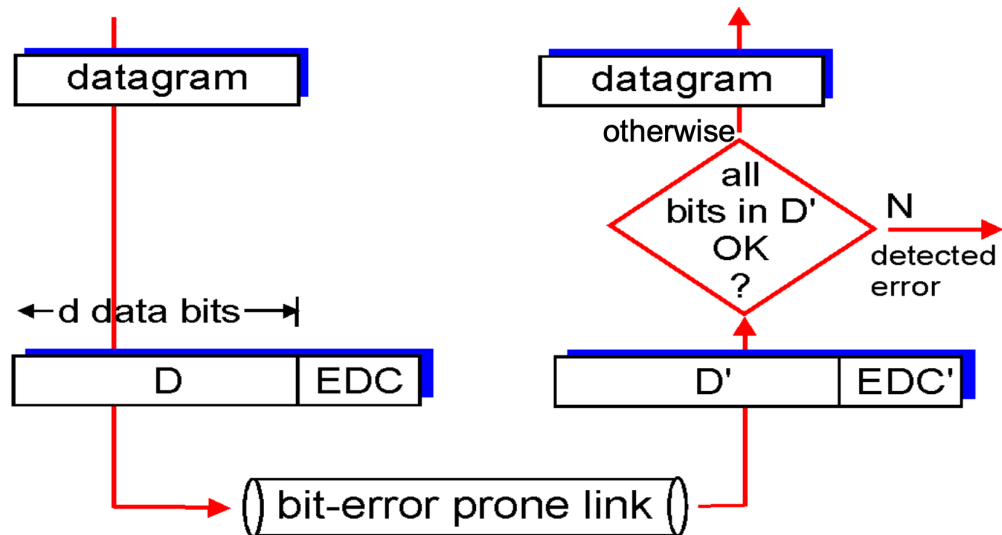 datagram
d data bits
D
EDC
bit-error prone link
D'
EDC'
all
bits in D'
OK
?
N
detected
error
otherwise
datagram